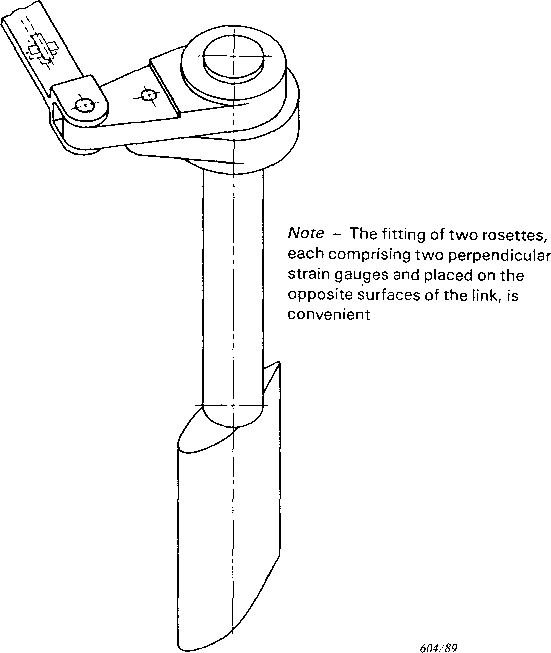 Note – The fitting of two rosettes,
each comprising two perpendicular
strain gauges and placed on the
opposite surfaces of the link, is
convenient
604/89